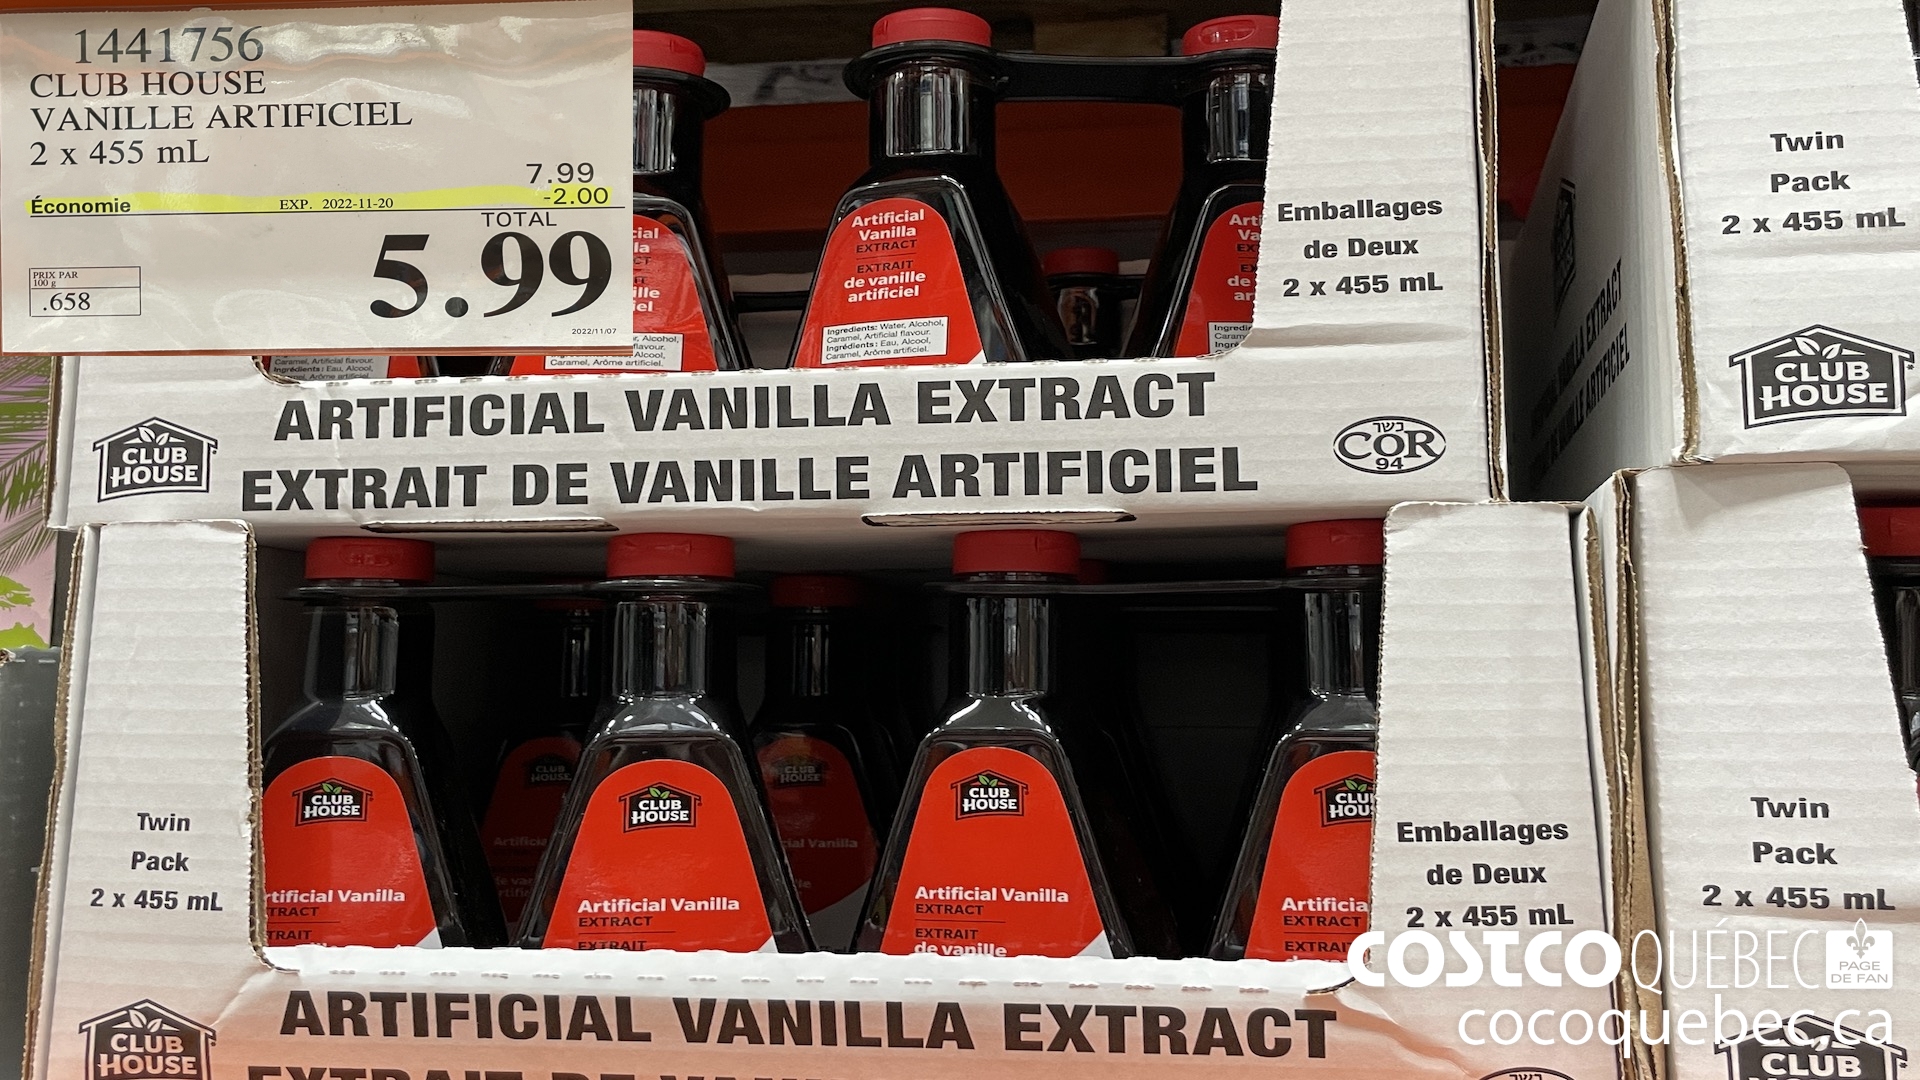 1441756
CLUB HOUSE
VANILLE ARTIFICIEL
2 x 455 mL
7.99
Économie EXP. 2022-11-20 -2.00
TOTAL
5.99
PRIX PAR
100 g
.658
2022/11/07
Artificial
Vanilla
EXTRACT
EXTRAIT
de vanille
artificiel
Ingredients: Water, Alcohol,
Caramel, Artificial flavour.
Ingrédients: Eau, Alcool,
Caramel, Arôme artificiel.
Emballages
de Deux
2 x 455 mL
Twin
Pack
2 x 455 mL
CLUB
HOUSE
ARTIFICIAL VANILLA EXTRACT
EXTRAIT DE VANILLE ARTIFICIEL
CLUB
HOUSE
כשר
COR
94
VANILLA EXTRACT
VANILLE ARTIFICIEL
Twin
Pack
2 x 455 mL
CLUB
HOUSE
Artificial Vanilla
EXTRACT
EXTRAIT
CLUB
HOUSE
Artificial Vanilla
EXTRACT
EXTRAIT
CLUB
HOUSE
Artificial Vanilla
EXTRACT
EXTRAIT
de vanille
Emballages
de Deux
2 x 455 mL
Twin
Pack
2 x 455 mL
ARTIFICIAL VANILLA EXTRACT
CLUB
HOUSE
CLUB
COSTCO QUÉBEC PAGE
DE FAN
cocoquebec.ca